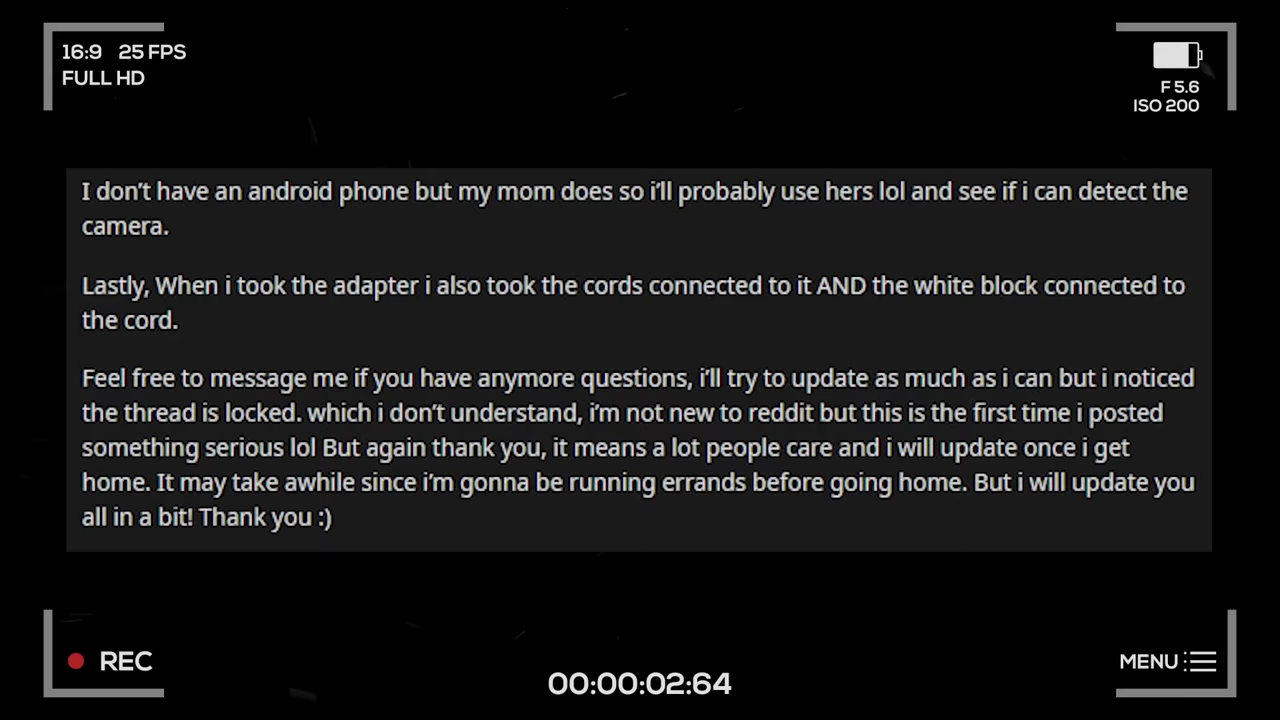 16:9 25 FPS
FULL HD
F 5.6
ISO 200
I don't have an android phone but my mom does so i'll probably use hers lol and see if i can detect the
camera.
Lastly, When i took the adapter i also took the cords connected to it AND the white block connected to
the cord.
Feel free to message me if you have anymore questions, i'll try to update as much as i can but i noticed
the thread is locked. which i don't understand, i'm not new to reddit but this is the first time i posted
something serious lol But again thank you, it means a lot people care and i will update once i get
home. It may take awhile since i'm gonna be running errands before going home. But i will update you
all in a bit! Thank you :)
REC
00:00:02:64
MENU